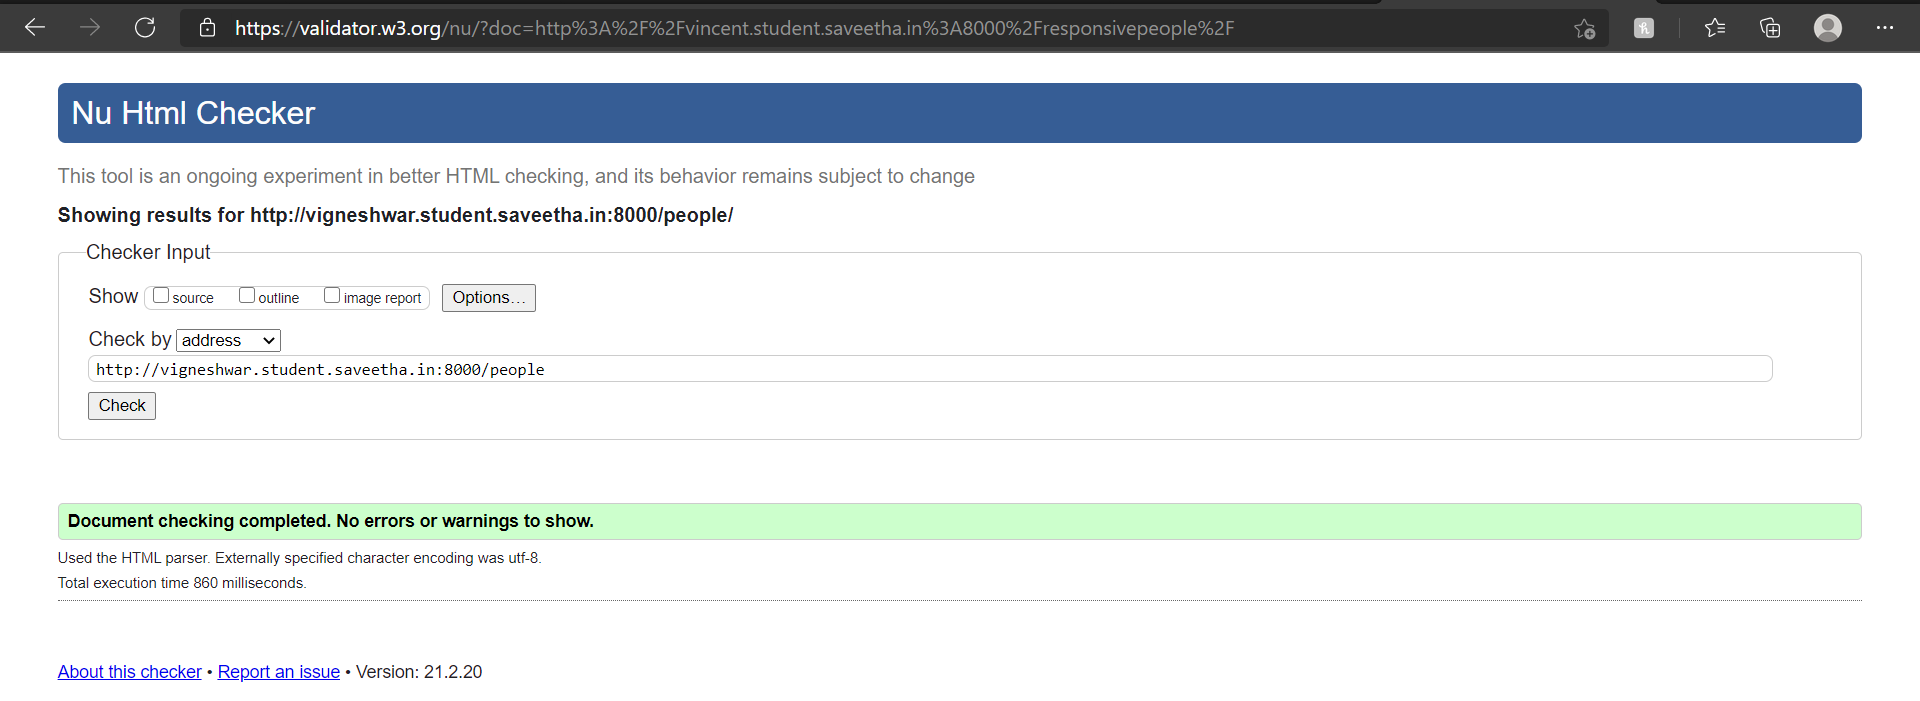 https://validator.w3.org/nu/?doc=http%3A%2F%2Fvincent.student.saveetha.in%3A8000%2Fresponsivepeople%2F
Nu Html Checker
This tool is an ongoing experiment in better HTML checking, and its behavior remains subject to change
Showing results for http://vigneshwar.student.saveetha.in:8000/people/
Checker Input
Show source outline image report Options...
Check by address
http://vigneshwar.student.saveetha.in:8000/people
Check
Document checking completed. No errors or warnings to show.
Used the HTML parser. Externally specified character encoding was utf-8.
Total execution time 860 milliseconds.
About this checker • Report an issue • Version: 21.2.20